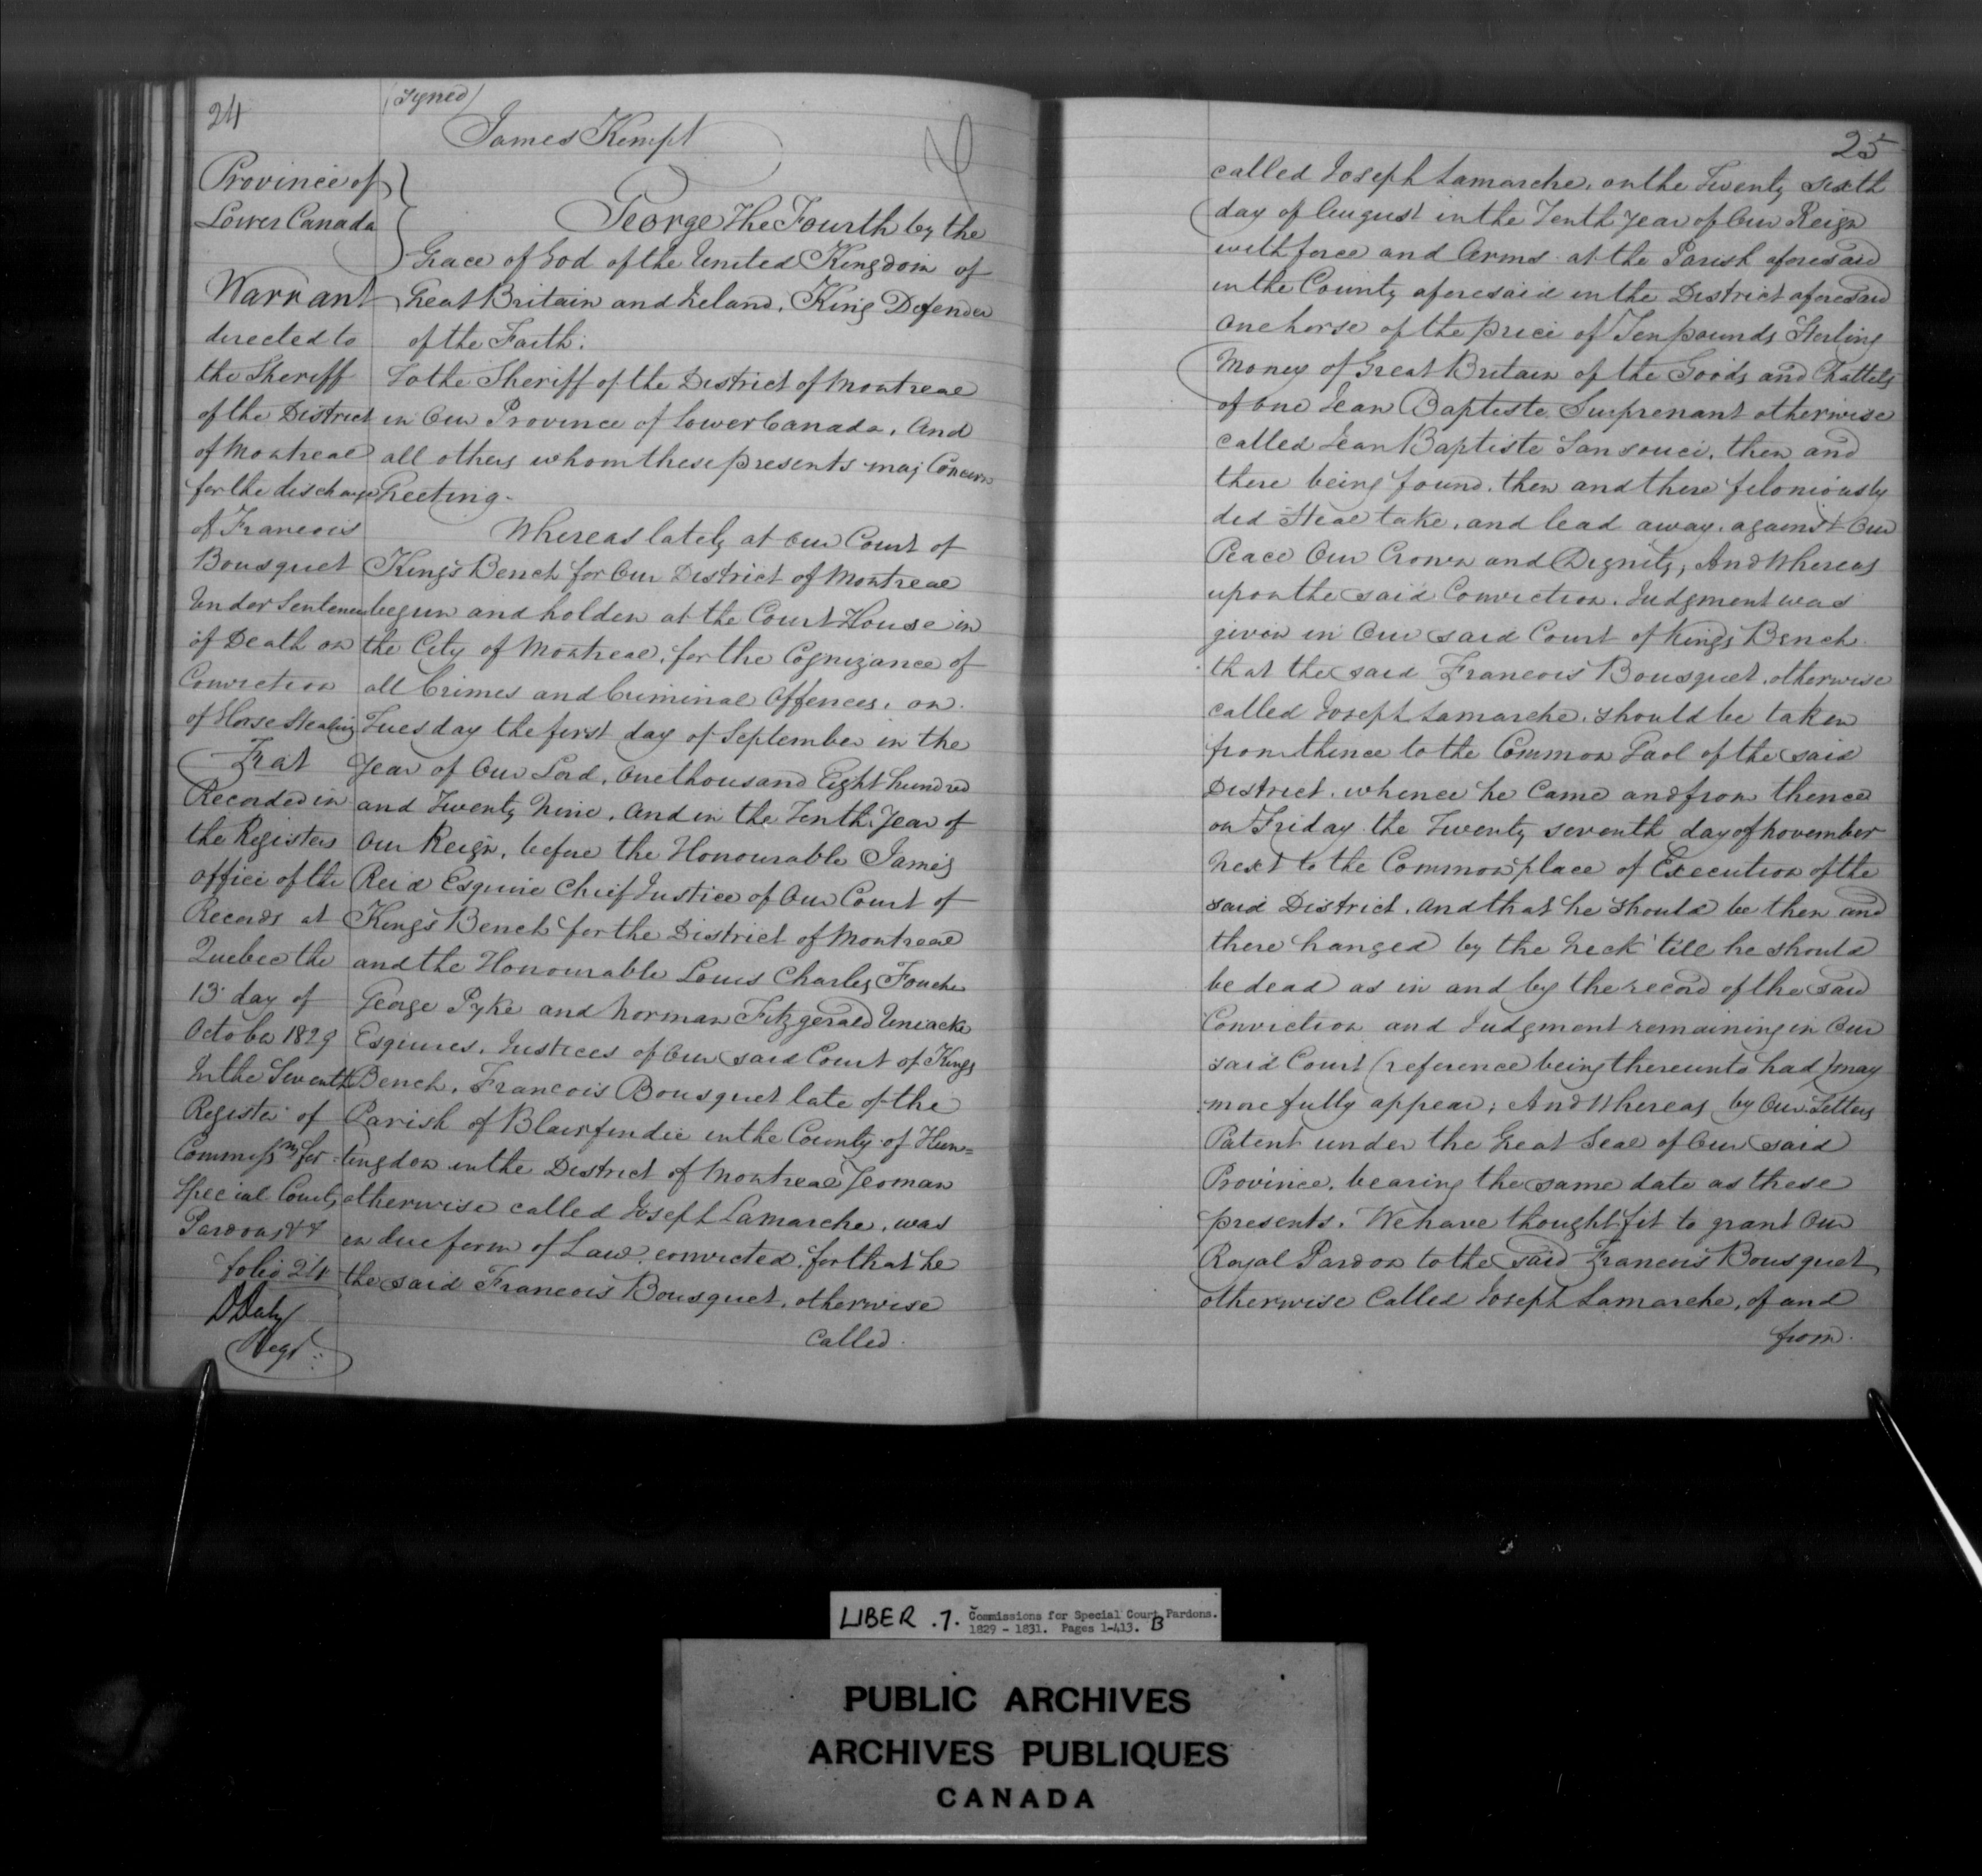 24
(Signed)
James Kempt
Province of
Lower Canada
Warrant
directed to
the Sheriff
of the District
of Montreal
for the discharge
of Francois
Bousquet
Under Sentence
of Death on
Conviction
of Horse Stealing
Fiat
Recorded in
the Registers
office of the
Records at
Quebec the
13 day of
October 1829
In the Seventh
Register of
Commissns for
Special Courts
Pardons &&
folio 24
D Daly
Regr
George The Fourth by the
Grace of God of the United Kingdom of
Great Britain and Ireland, King Defender
of the Faith:
To the Sheriff of the District of Montreal
in Our Province of Lower Canada, And
all others whom these presents may Concern
Greeting-
Whereas lately at Our Court of
King's Bench for Our District of Montreal
begun and holden at the Court House in
the City of Montreal, for the Cognizance of
all Crimes and Criminal Offences, on
Tuesday the first day of September in the
Year of Our Lord, One thousand Eight hundred
and Twenty Nine, And in the Tenth Year of
Our Reign, before the Honourable James
Reid Esquire Chief Justice of Our Court of
King's Bench for the District of Montreal
and the Honourable Louis Charles Foucher
George Pyke and Norman Fitzgerald Uniacke
Esquires, Justices of Our said Court of Kings
Bench, Francois Bousquet late of the
Parish of Blairfindie in the County of Hun=
tingdon in the District of Montreal Yeoman
otherwise called Joseph Lamarche, was
in due form of Law convicted, for that he
the said Francois Bousquet, otherwise
Called.
25
called Joseph Lamarche, on the Twenty Sixth
day of August in the Tenth Year of Our Reign
with force and Arms at the Parish aforesaid
in the County aforesaid in the District aforesaid
One horse of the price of Ten pounds Sterling
Money of Great Britain of the Goods and Chattels
of one Jean Baptiste Surprenant otherwise
called Jean Baptiste Sansouci, then and
there being found, then and there feloniously
did Steal take, and lead away, against Our
Peace Our Crown and Dignity; And Whereas
upon the said Conviction, Judgment was
given in Our said Court of Kings Bench
that the said Francois Bousquet, otherwise
called Joseph Lamarche, should be taken
from thence to the Common Gaol of the said
District, whence he Came and from thence
on Friday the Twenty seventh day of November
Next to the Common place of Execution of the
said District, And that he should be then and
there hanged by the Neck 'till he should
be dead as in and by the record of the said
Conviction and Judgment remaining in Our
said Court (reference being thereunto had) may
more fully appear; And Whereas by Our Letters
Patent under the Great Seal of Our said
Province, bearing the same date as these
presents, We have thought fit to grant Our
Royal Pardon to the said Francois Bousquet,
otherwise Called Joseph Lamarche, of and
from.
LIBER .7. Commissions for Special Court Pardons.
1829 - 1831. Pages 1-413. B
PUBLIC ARCHIVES
ARCHIVES PUBLIQUES
CANADA